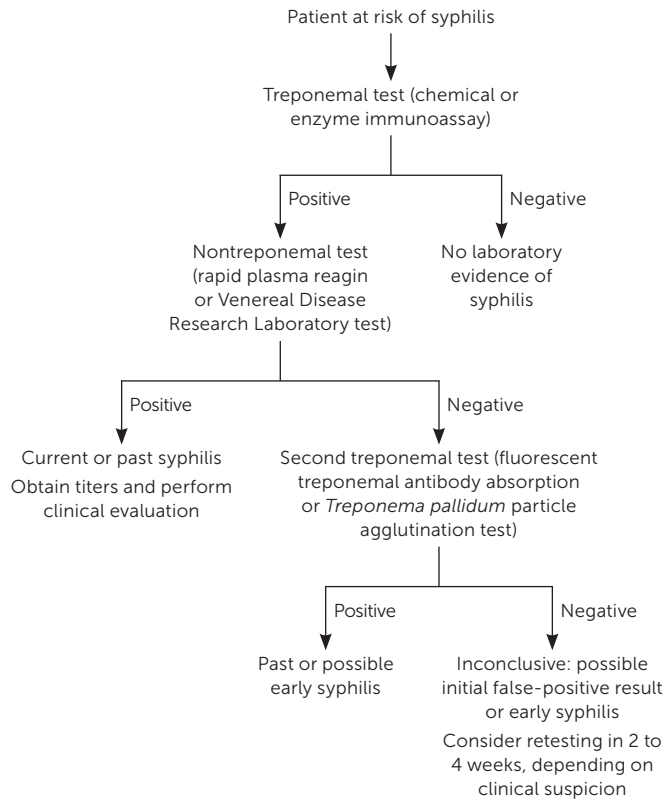 Patient at risk of syphilis
Treponemal test (chemical or
enzyme immunoassay)
Positive
Negative
Nontreponemal test
(rapid plasma reagin
or Venereal Disease
Research Laboratory test)
No laboratory
evidence of
syphilis
Positive
Negative
Current or past syphilis
Obtain titers and perform
clinical evaluation
Second treponemal test (fluorescent
treponemal antibody absorption
or Treponema pallidum particle
agglutination test)
Positive
Negative
Past or possible
early syphilis
Inconclusive: possible
initial false-positive result
or early syphilis
Consider retesting in 2 to
4 weeks, depending on
clinical suspicion